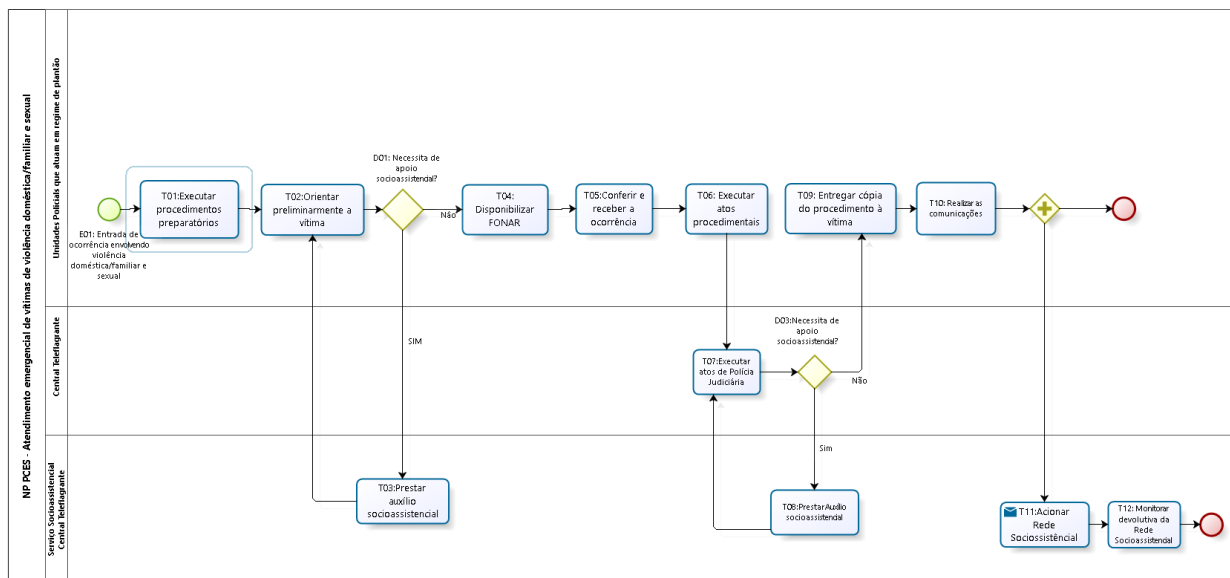 NP PCES - Atendimento emergencial de vítimas de violência doméstica/familiar e sexual
Unidades Policiais que atuam em regime de plantão
E01: Entrada de
ocorrência envolvendo
violência
doméstica/familiar e
sexual
T01:Executar
procedimentos
preparatórios
T02:Orientar
preliminarmente a
vítima
D01: Necessita de
apoio
socioassistencial?
Não
SIM
T04:
Disponibilizar
FONAR
T05:Conferir e
receber a
ocorrência
T06: Executar
atos
procedimentais
T09: Entregar cópia
do procedimento à
vítima
T10: Realizar as
comunicações
Central Teleflagrante
T07:Executar
atos de Polícia
Judiciária
D03:Necessita de
apoio
socioassistencial?
Não
Sim
Serviço Socioassistencial
Central Teleflagrante
T03:Prestar
auxílio
socioassistencial
T08:Prestar Auxílio
socioassistencial
T11:Acionar
Rede
Sociossistêncial
T12: Monitorar
devolutiva da
Rede
Socioassistencial